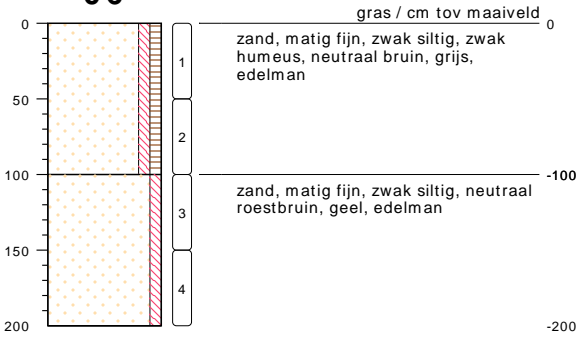 gras / cm tov maaiveld
0
0
zand, matig fijn, zwak siltig, zwak
humeus, neutraal bruin, grijs,
edelman
1
50
2
100
-100
zand, matig fijn, zwak siltig, neutraal
roestbruin, geel, edelman
3
150
4
200
-200